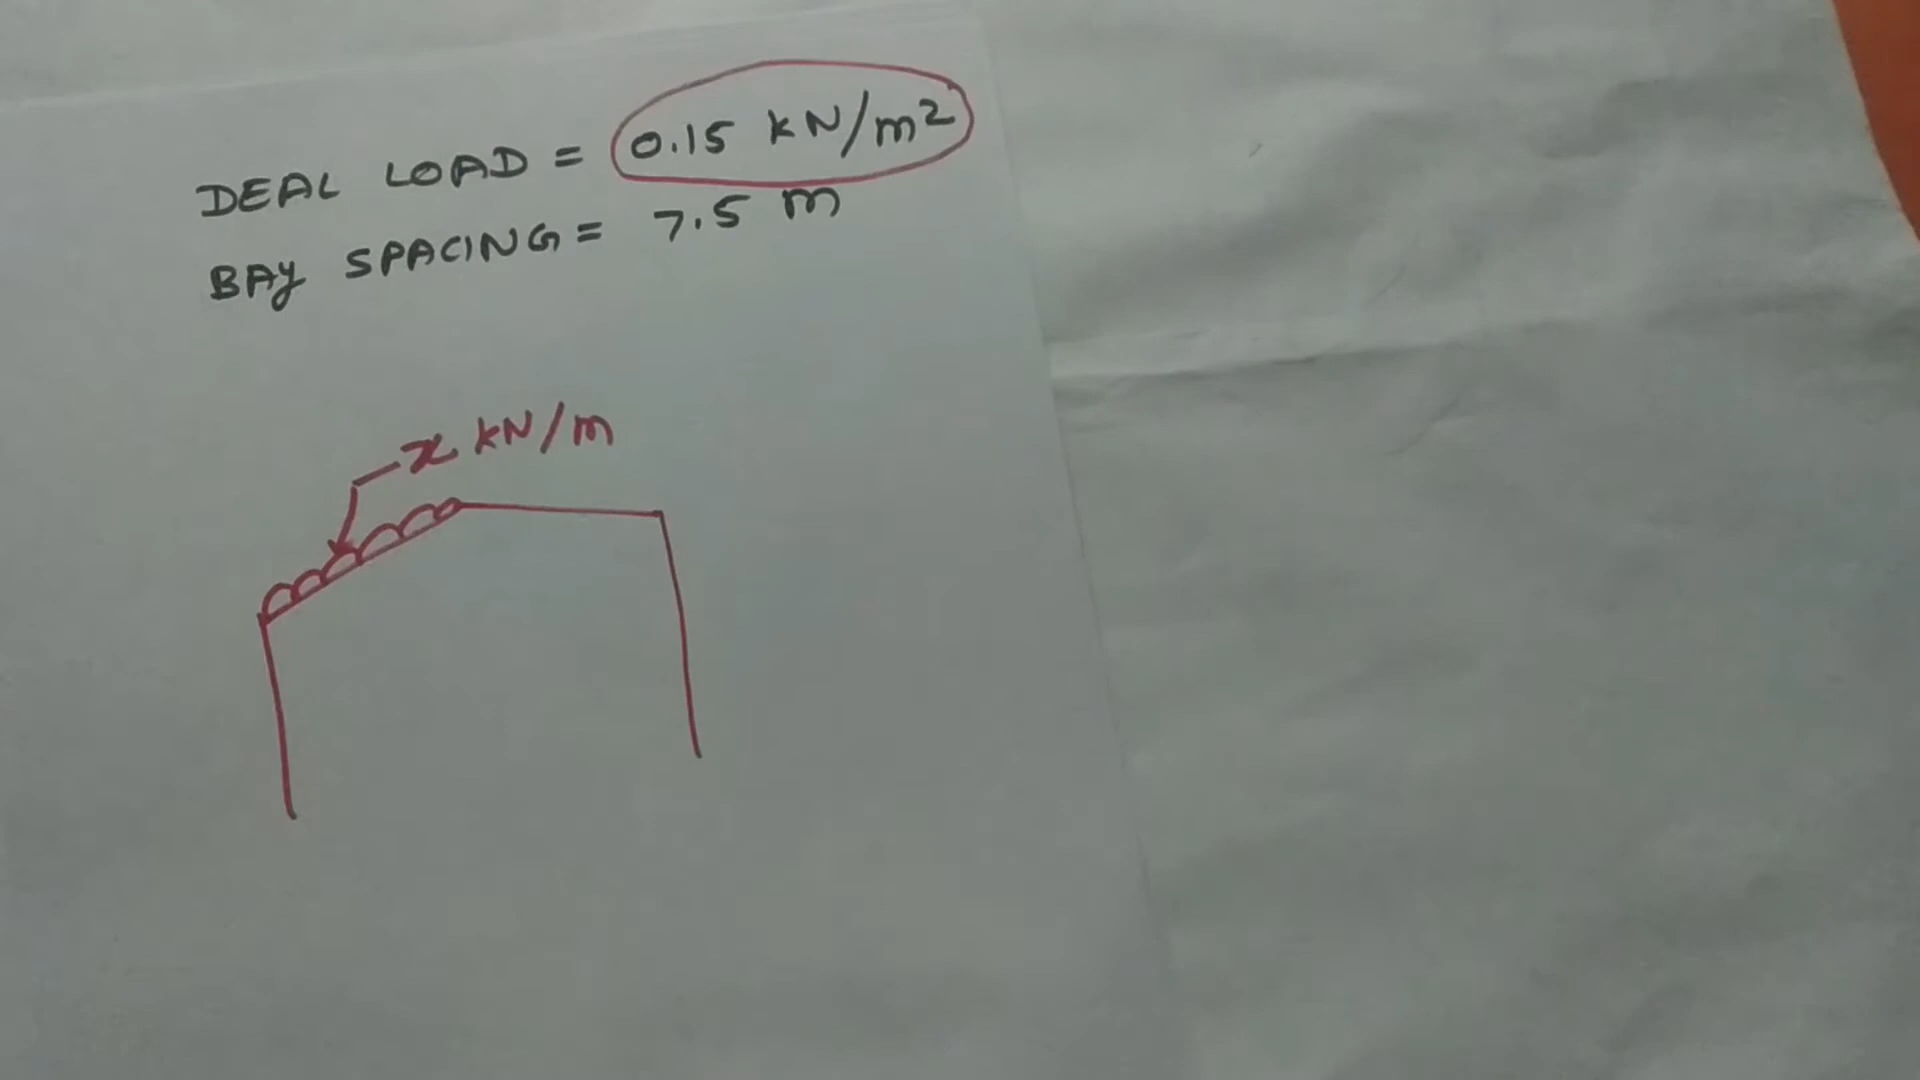 DEAL LOAD = 0.15 kN/m²
BAY SPACING = 7.5 m
x kN/m